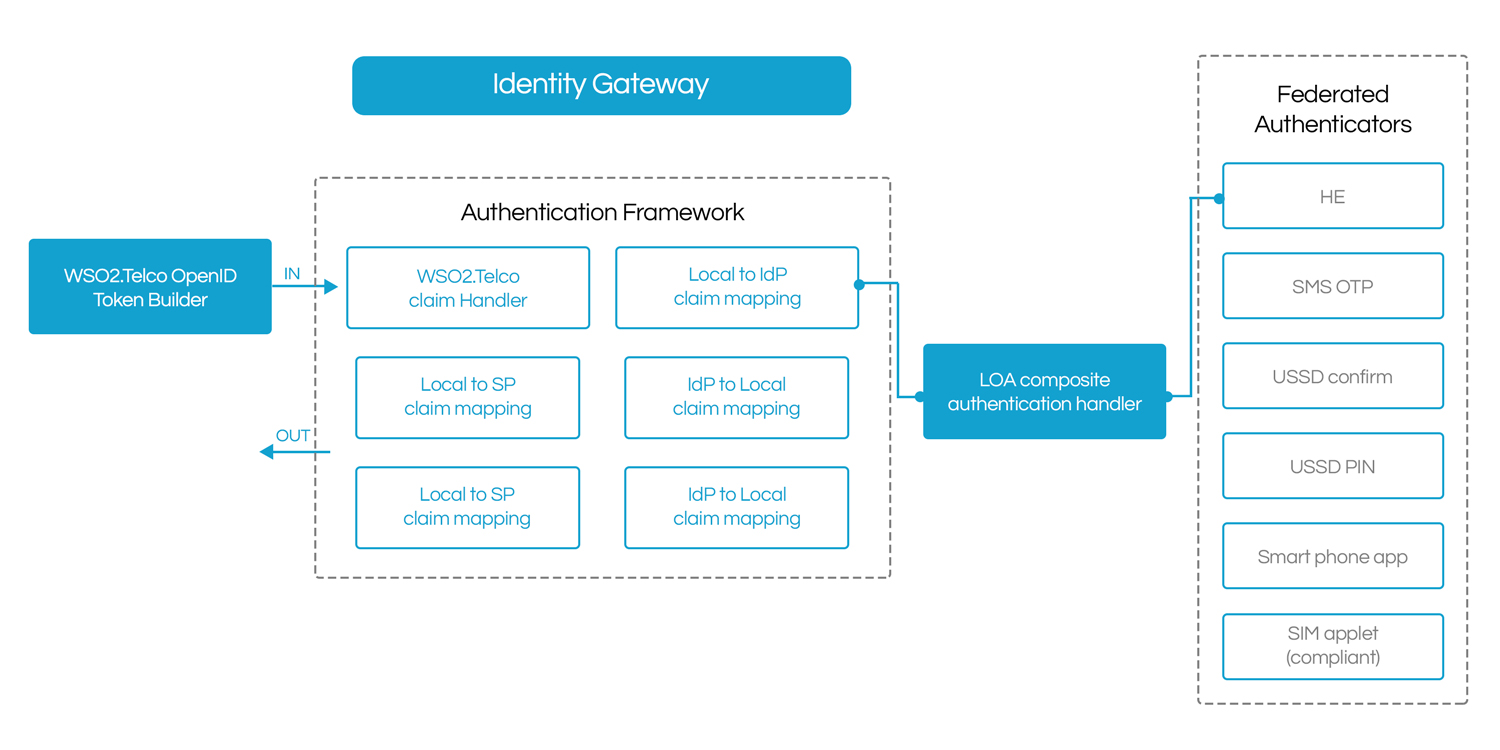 Identity Gateway
WSO2.Telco OpenID
Token Builder
IN
OUT
Authentication Framework
WSO2.Telco
claim Handler
Local to IdP
claim mapping
Local to SP
claim mapping
IdP to Local
claim mapping
Local to SP
claim mapping
IdP to Local
claim mapping
LOA composite
authentication handler
Federated
Authenticators
HE
SMS OTP
USSD confirm
USSD PIN
Smart phone app
SIM applet
(compliant)